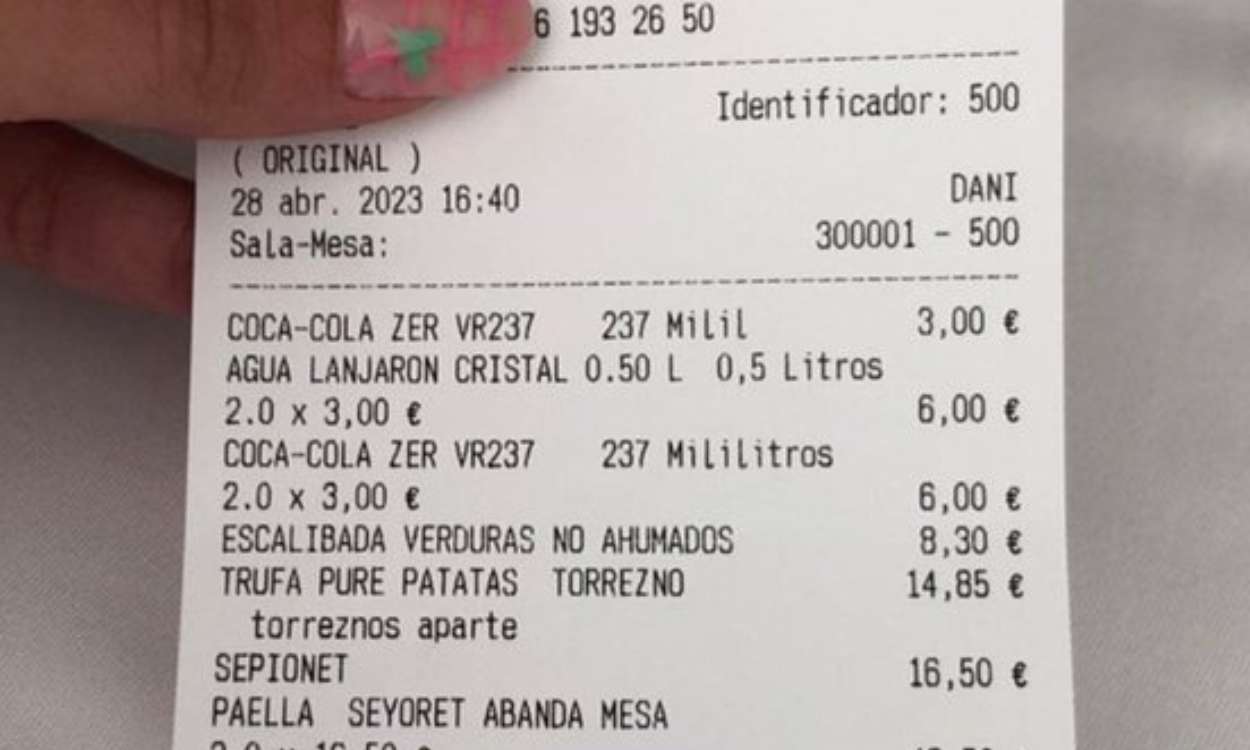 6 193 26 50
Identificador: 500
( ORIGINAL )
28 abr. 2023 16:40 DANI
Sala-Mesa: 300001 - 500
COCA-COLA ZER VR237 237 Milil 3,00 €
AGUA LANJARON CRISTAL 0.50 L 0,5 Litros
2.0 x 3,00 € 6,00 €
COCA-COLA ZER VR237 237 Mililitros
2.0 x 3,00 € 6,00 €
ESCALIBADA VERDURAS NO AHUMADOS 8,30 €
TRUFA PURE PATATAS TORREZNO 14,85 €
torreznos aparte
SEPIONET 16,50 €
PAELLA SEYORET ABANDA MESA